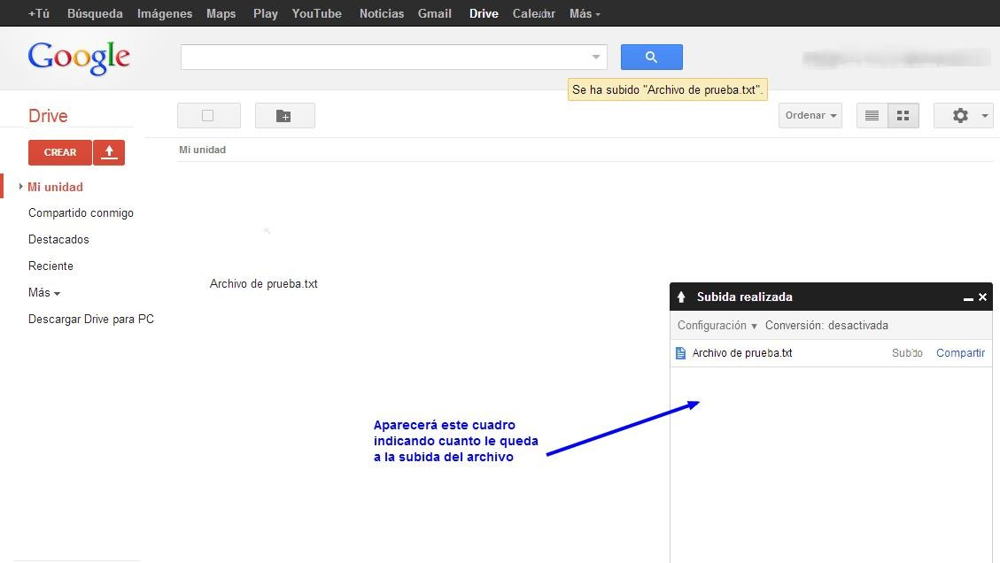 +Tú Búsqueda Imágenes Maps Play YouTube Noticias Gmail Drive Calendar Más
Google
Se ha subido "Archivo de prueba.txt".
Drive
Ordenar
CREAR
Mi unidad
Mi unidad
Compartido conmigo
Destacados
Reciente
Archivo de prueba.txt
Más
Descargar Drive para PC
Subida realizada
Configuración Conversión: desactivada
Archivo de prueba.txt Subido Compartir
Aparecerá este cuadro
indicando cuanto le queda
a la subida del archivo